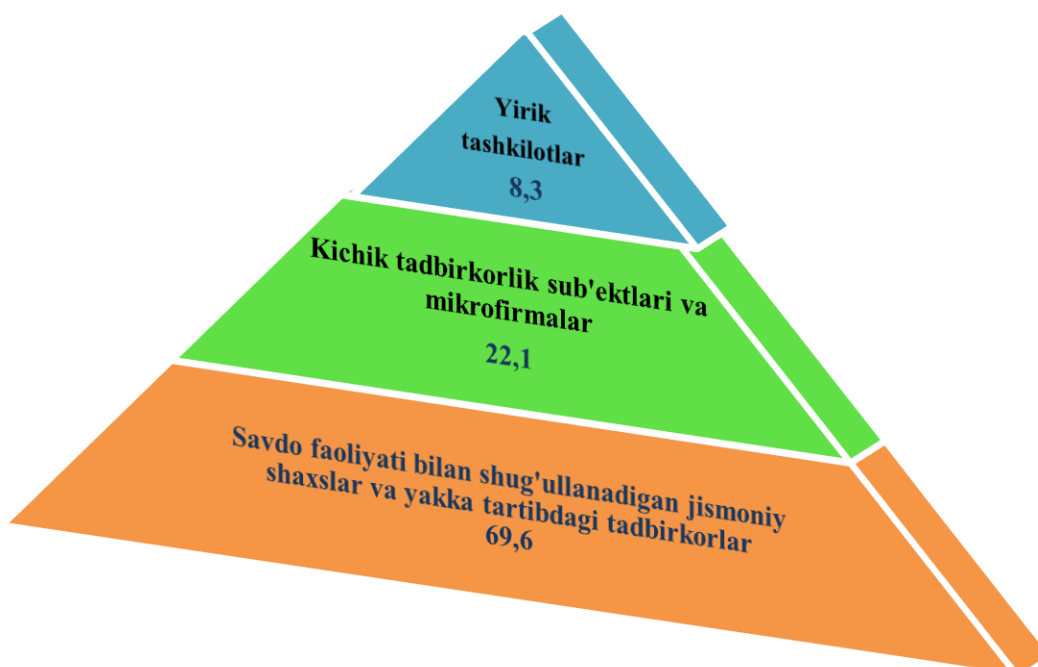 Yirik
tashkilotlar
8,3
Kichik tadbirkorlik sub'ektlari va
mikrofirmalar
22,1
Savdo faoliyati bilan shug'ullanadigan jismoniy
shaxslar va yakka tartibdagi tadbirkorlar
69,6